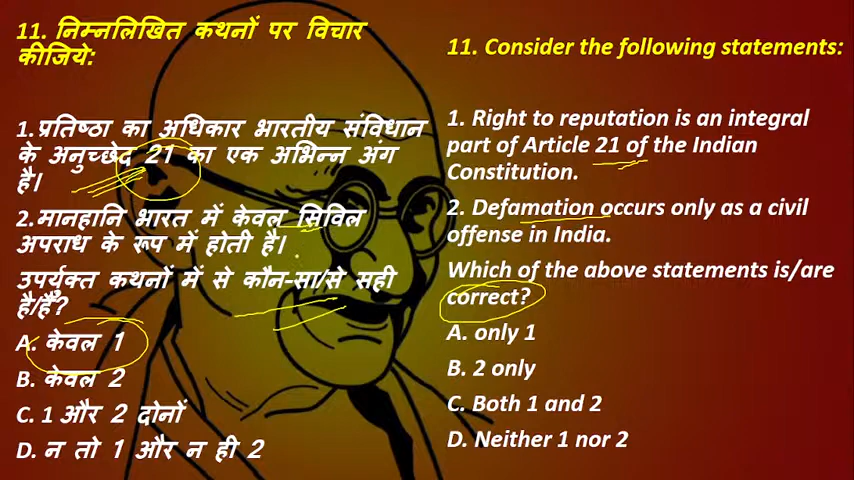 11. निम्नलिखित कथनों पर विचार
कीजिये:
1.प्रतिष्ठा का अधिकार भारतीय संविधान
के अनुच्छेद 21 का एक अभिन्न अंग
है।
2.मानहानि भारत में केवल सिविल
अपराध के रूप में होती है।
उपर्युक्त कथनों में से कौन-सा/से सही
है/हैं?
A. केवल 1
B. केवल 2
C. 1 और 2 दोनों
D. न तो 1 और न ही 2
11. Consider the following statements:
1. Right to reputation is an integral
part of Article 21 of the Indian
Constitution.
2. Defamation occurs only as a civil
offense in India.
Which of the above statements is/are
correct?
A. only 1
B. 2 only
C. Both 1 and 2
D. Neither 1 nor 2